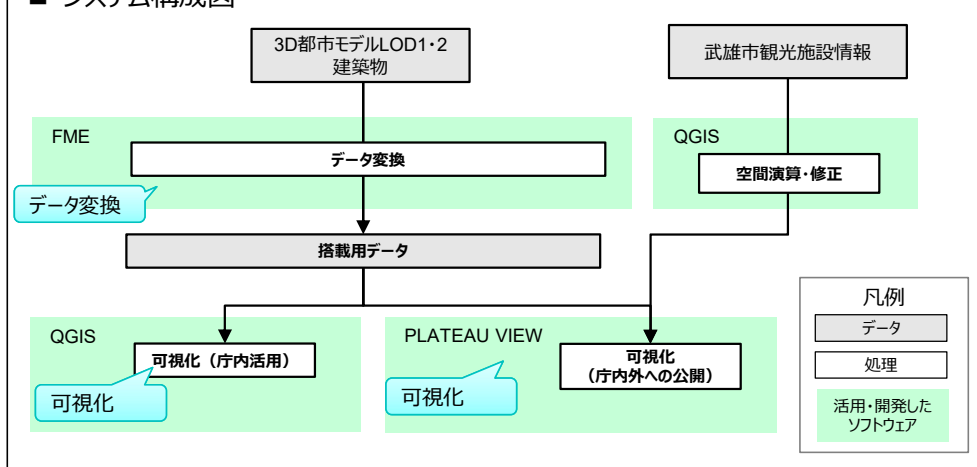 ■ システム構成図
3D都市モデルLOD1・2
建築物
武雄市観光施設情報
FME
データ変換
データ変換
QGIS
空間演算・修正
搭載用データ
QGIS
可視化（庁内活用）
可視化
PLATEAU VIEW
可視化
（庁内外への公開）
可視化
凡例
データ
処理
活用・開発した
ソフトウェア